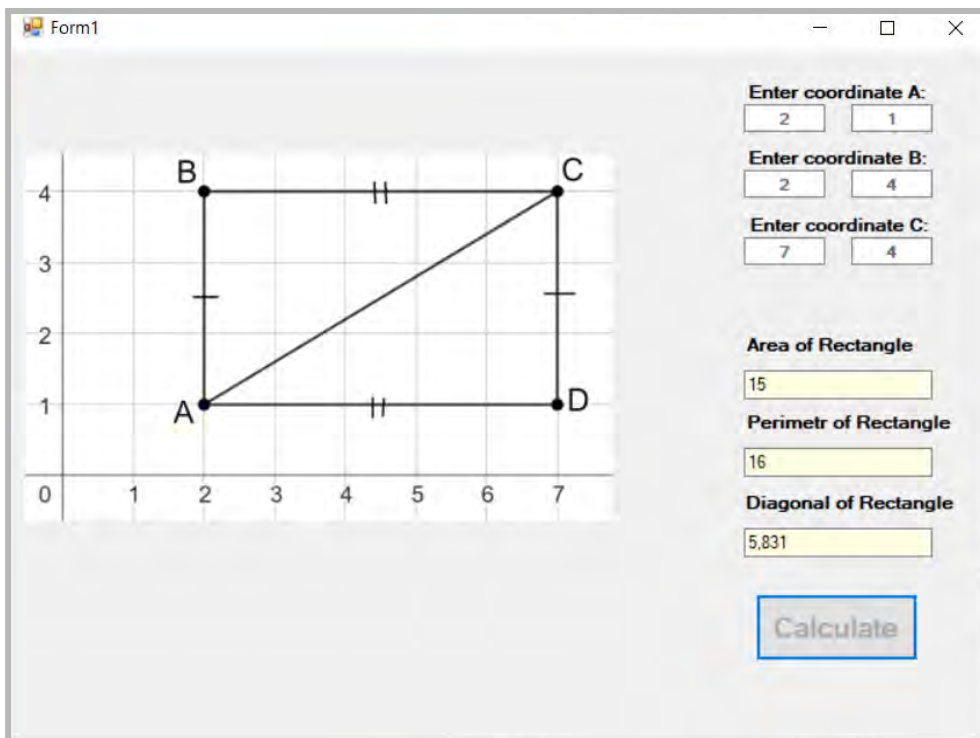 Form1
Enter coordinate A:
2 1
Enter coordinate B:
2 4
Enter coordinate C:
7 4
B C
4
3
2
1
A D
0 1 2 3 4 5 6 7
Area of Rectangle
15
Perimetr of Rectangle
16
Diagonal of Rectangle
5,831
Calculate